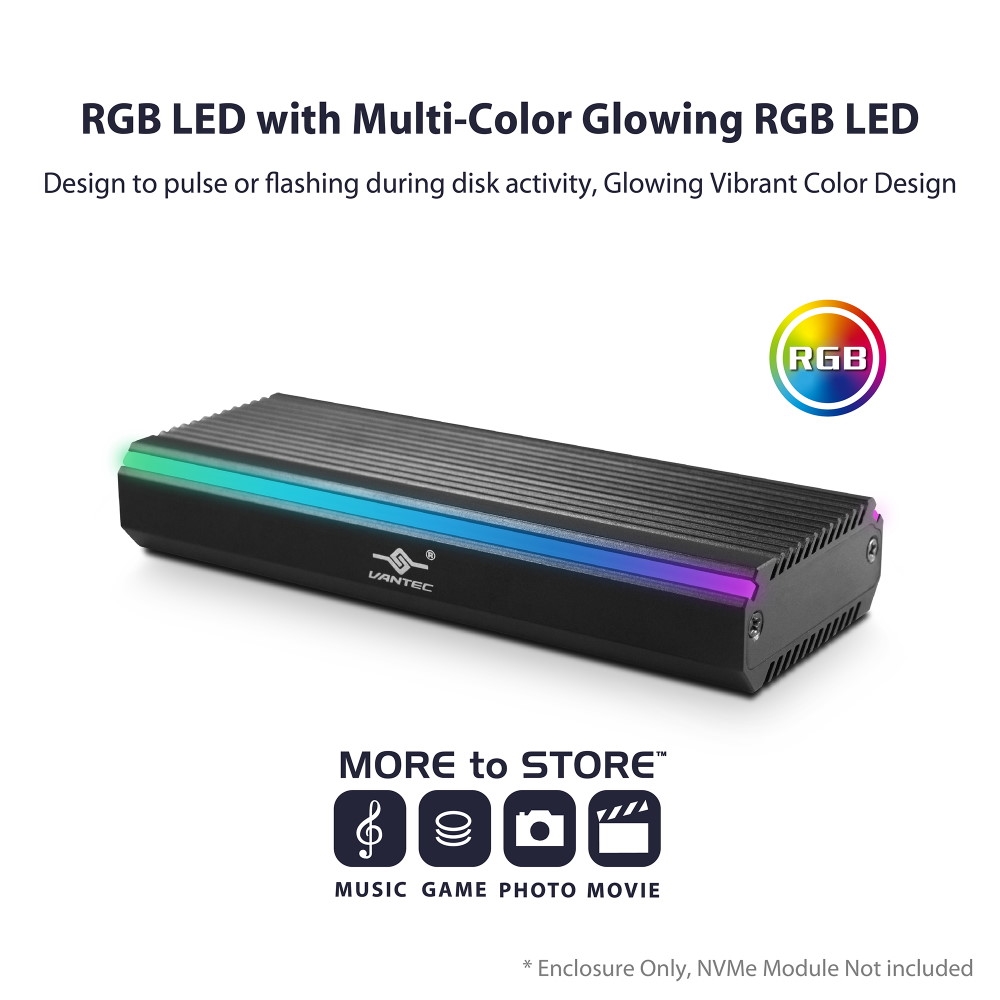 RGB LED with Multi-Color Glowing RGB LED
Design to pulse or flashing during disk activity, Glowing Vibrant Color Design
RGB
®
VANTEC
MORE to STORE™
MUSIC GAME PHOTO MOVIE
* Enclosure Only, NVMe Module Not included